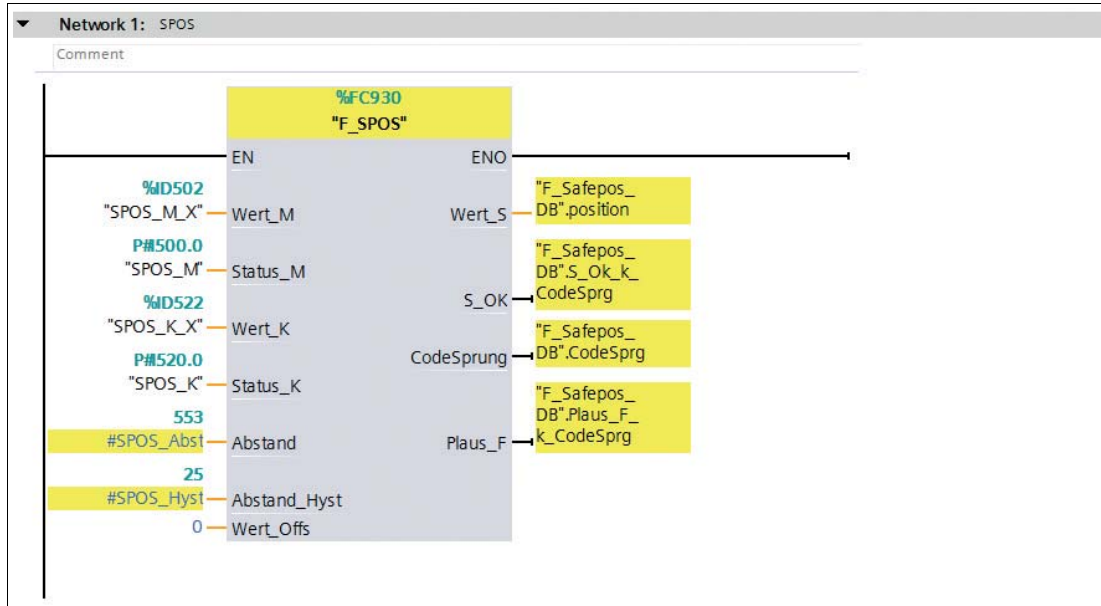 Network 1: SPOS
Comment
%FC930
"F_SPOS"
EN ENO
%ID502
"SPOS_M_X" Wert_M Wert_S
"F_Safepos_
DB".position
P#I500.0
"SPOS_M" Status_M
S_OK
"F_Safepos_
DB".S_Ok_k_
CodeSprg
%ID522
"SPOS_K_X" Wert_K
CodeSprung
"F_Safepos_
DB".CodeSprg
P#I520.0
"SPOS_K" Status_K
553
#SPOS_Abst Abstand
Plaus_F
"F_Safepos_
DB".Plaus_F_
k_CodeSprg
25
#SPOS_Hyst Abstand_Hyst
0 Wert_Offs